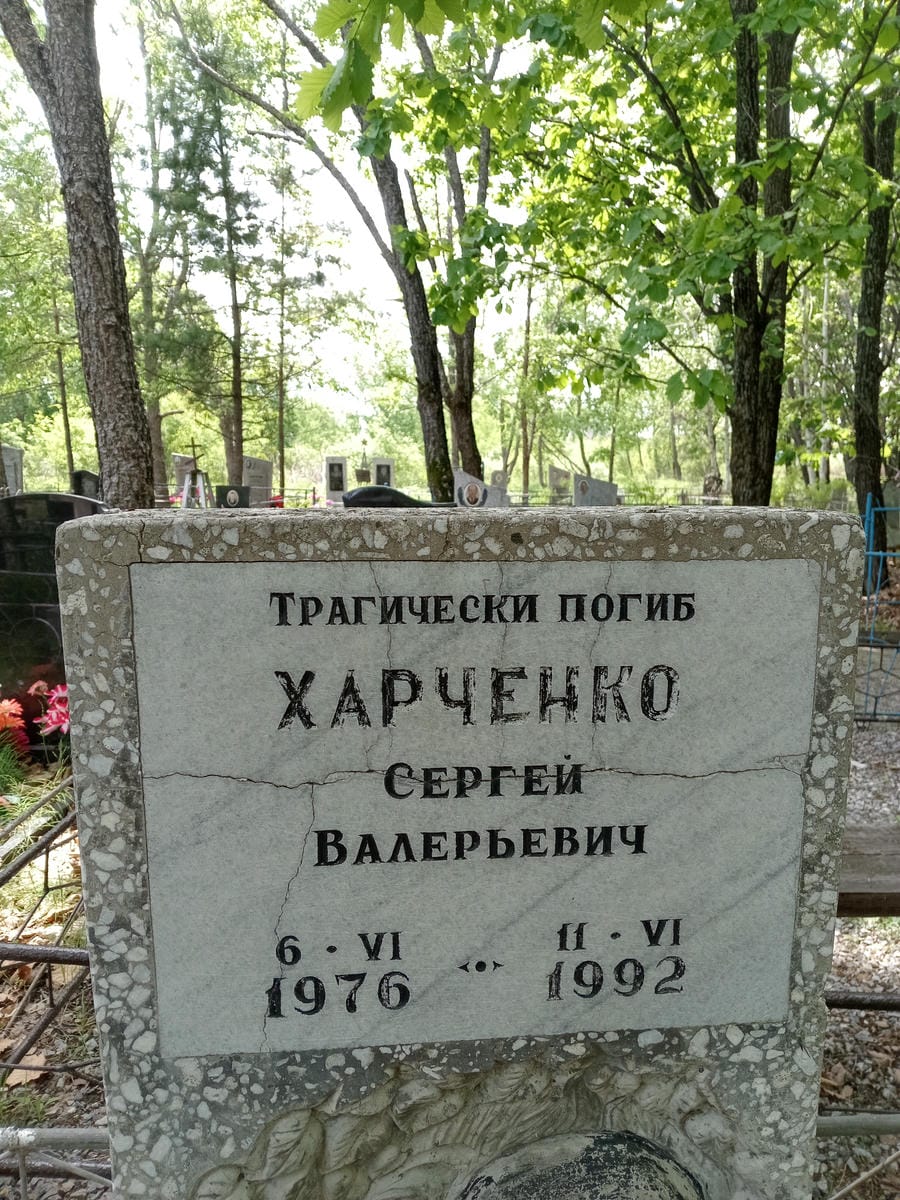 Трагически погиб
ХАРЧЕНКО
Сергей
Валерьевич
6 · VI 11 · VI
1976 1992